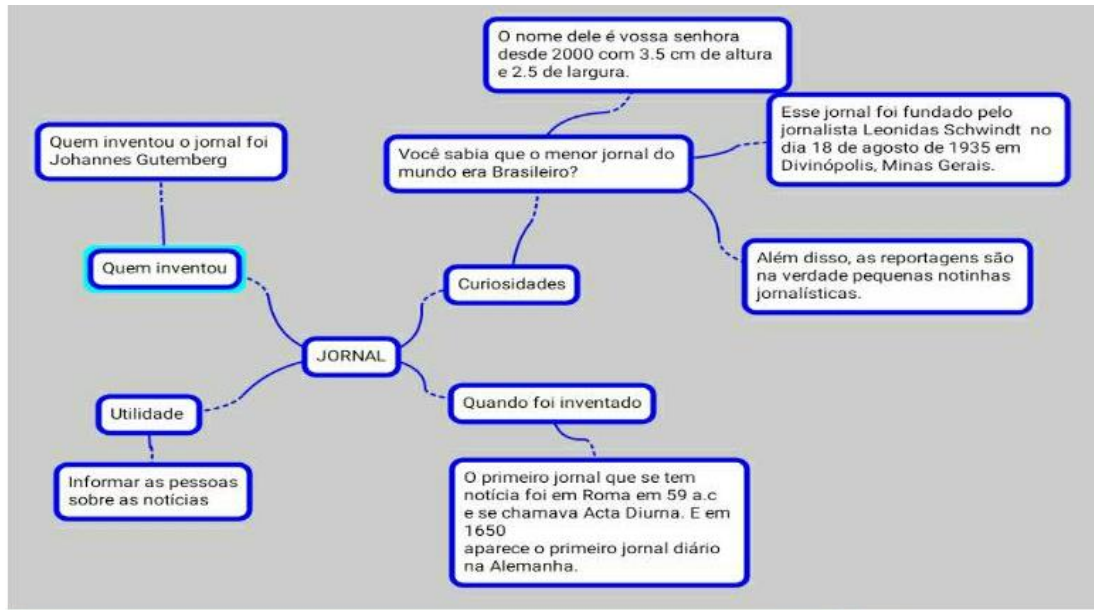 O nome dele é vossa senhora
desde 2000 com 3.5 cm de altura
e 2.5 de largura.
Quem inventou o jornal foi
Johannes Gutemberg
Você sabia que o menor jornal do
mundo era Brasileiro?
Esse jornal foi fundado pelo
jornalista Leonidas Schwindt no
dia 18 de agosto de 1935 em
Divinópolis, Minas Gerais.
Quem inventou
Curiosidades
Além disso, as reportagens são
na verdade pequenas notinhas
jornalísticas.
JORNAL
Utilidade
Quando foi inventado
Informar as pessoas
sobre as notícias
O primeiro jornal que se tem
notícia foi em Roma em 59 a.c
e se chamava Acta Diurna. E em
1650
aparece o primeiro jornal diário
na Alemanha.